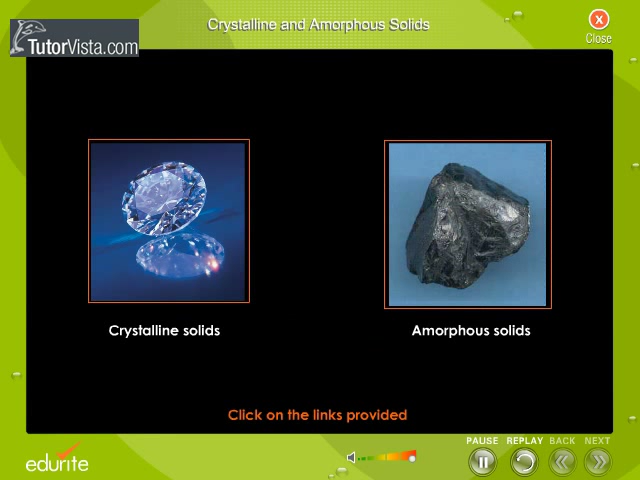 Crystalline and Amorphous Solids
TutorVista.com
Close
Crystalline solids
Amorphous solids
Click on the links provided
PAUSE REPLAY BACK NEXT
edurite